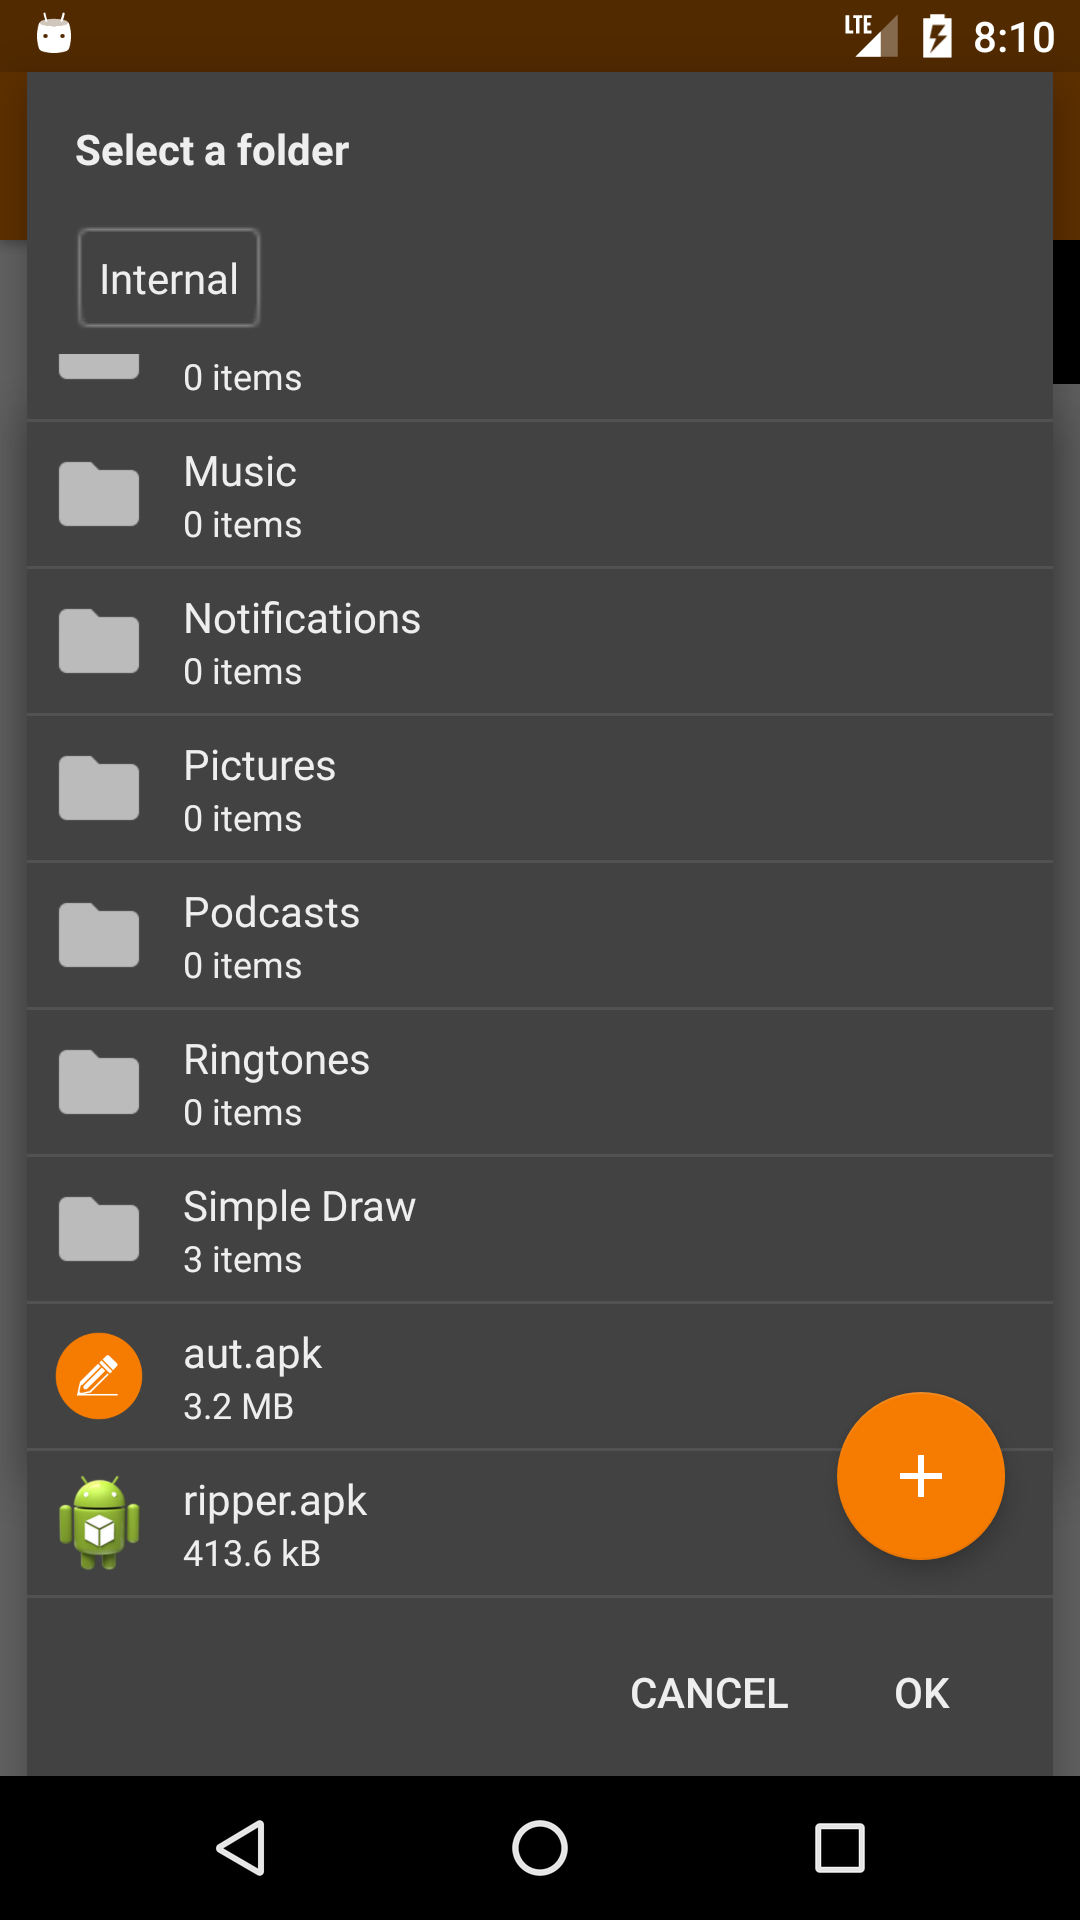 LTE 8:10
Select a folder
Internal
0 items
Music
0 items
Notifications
0 items
Pictures
0 items
Podcasts
0 items
Ringtones
0 items
Simple Draw
3 items
aut.apk
3.2 MB
ripper.apk
413.6 kB
CANCEL OK